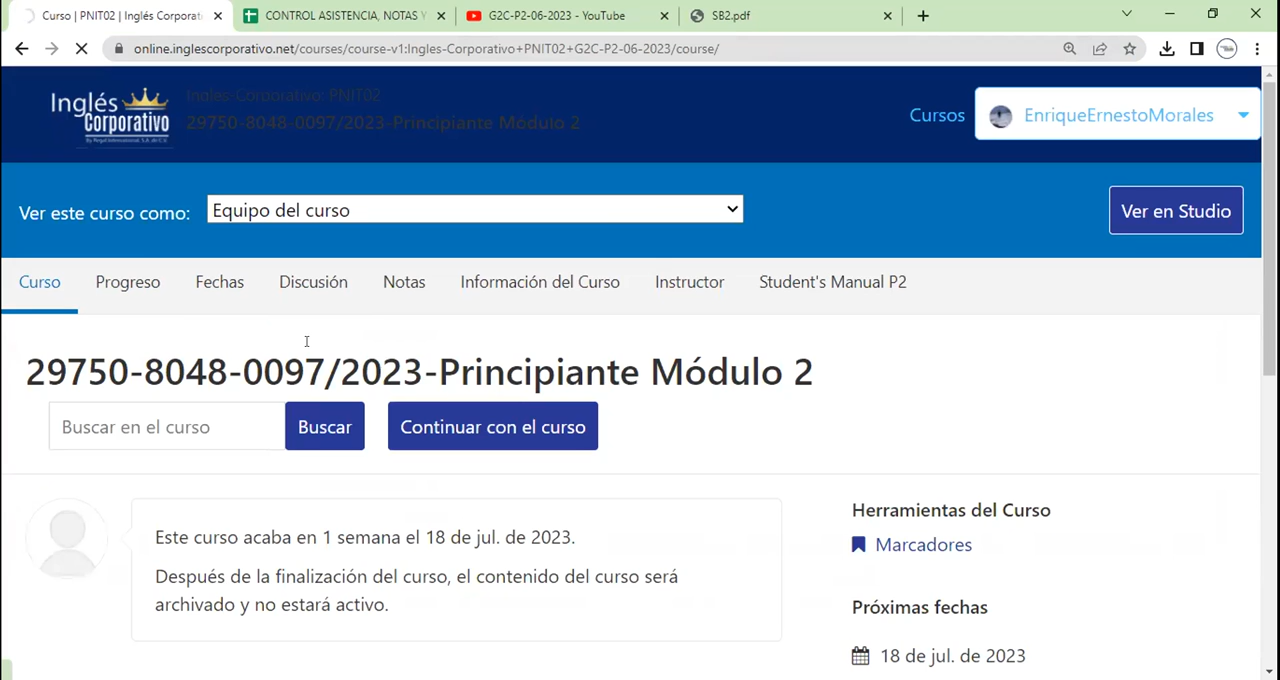 Curso | PNIT02 | Inglés Corporati
CONTROL ASISTENCIA, NOTAS Y
G2C-P2-06-2023 - YouTube
SB2.pdf
online.inglescorporativo.net/courses/course-v1:Ingles-Corporativo+PNIT02+G2C-P2-06-2023/course/
Inglés Corporativo
Ingles-Corporativo: PNIT02
29750-8048-0097/2023-Principiante Módulo 2
Cursos
EnriqueErnestoMorales
Ver este curso como:
Equipo del curso
Ver en Studio
Curso
Progreso
Fechas
Discusión
Notas
Información del Curso
Instructor
Student's Manual P2
29750-8048-0097/2023-Principiante Módulo 2
Buscar en el curso
Buscar
Continuar con el curso
Este curso acaba en 1 semana el 18 de jul. de 2023.
Después de la finalización del curso, el contenido del curso será
archivado y no estará activo.
Herramientas del Curso
Marcadores
Próximas fechas
18 de jul. de 2023